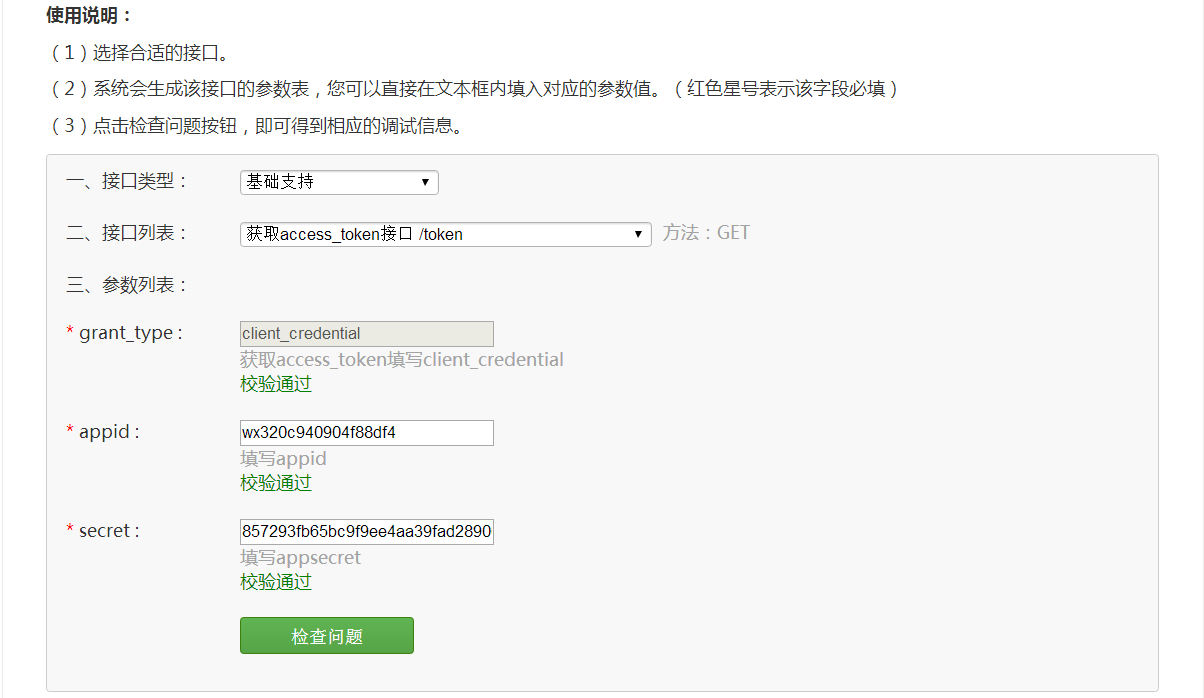 使用说明：
（1）选择合适的接口。
（2）系统会生成该接口的参数表，您可以直接在文本框内填入对应的参数值。（红色星号表示该字段必填）
（3）点击检查问题按钮，即可得到相应的调试信息。
一、接口类型： 基础支持
二、接口列表： 获取access_token接口 /token 方法：GET
三、参数列表：
* grant_type : client_credential
获取access_token填写client_credential
校验通过
* appid : wx320c940904f88df4
填写appid
校验通过
* secret : 857293fb65bc9f9ee4aa39fad2890
填写appsecret
校验通过
检查问题